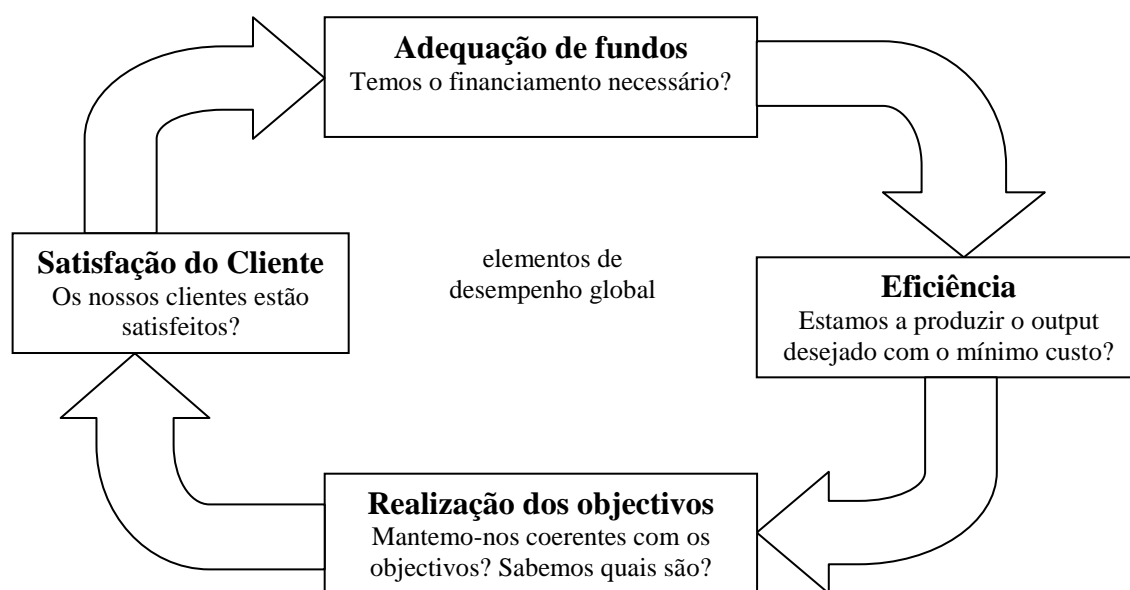 Adequação de fundos
Temos o financiamento necessário?
Satisfação do Cliente
Os nossos clientes estão
satisfeitos?
elementos de
desempenho global
Eficiência
Estamos a produzir o output
desejado com o mínimo custo?
Realização dos objectivos
Mantemo-nos coerentes com os
objectivos? Sabemos quais são?